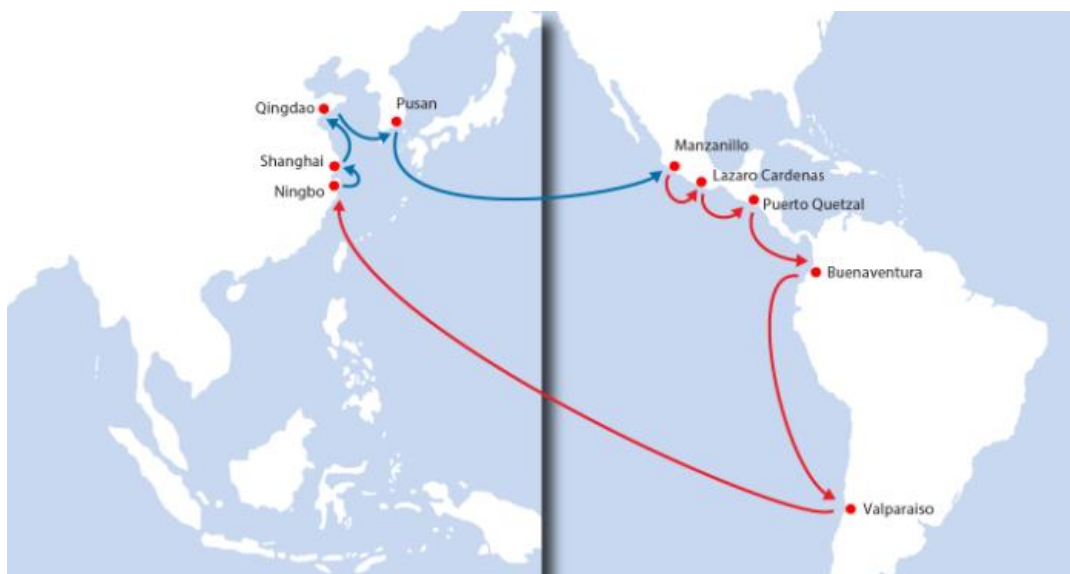 Qingdao
Pusan
Shanghai
Ningbo
Manzanillo
Lazaro Cardenas
Puerto Quetzal
Buenaventura
Valparaiso